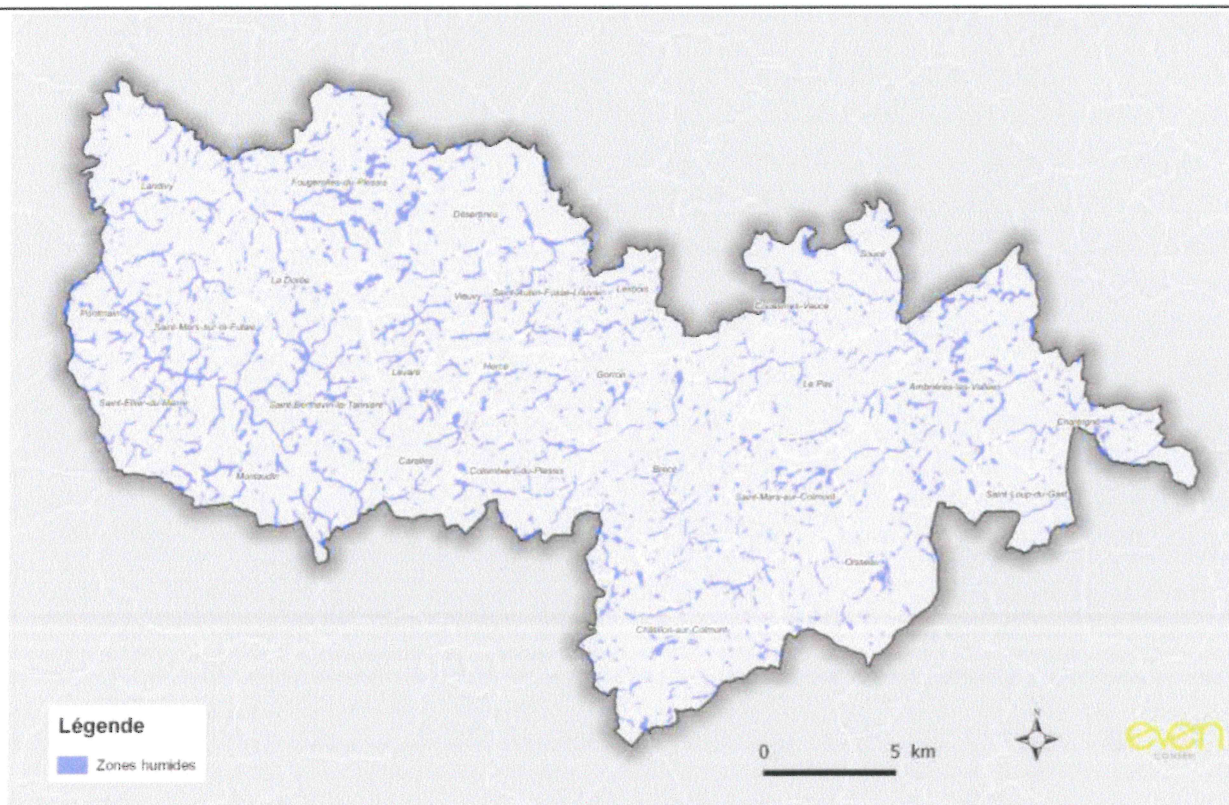 Landivy
Fougerolles-du-Plessis
Désertines
Soucé
La Dorée
Vieuvy
Saint-Aubin-Fosse-Louvain
Lesbois
Couesmes-Vaucé
Pontmain
Saint-Mars-sur-la-Futaie
Levaré
Hercé
Gorron
Le Pas
Ambrières-les-Vallées
Saint-Ellier-du-Maine
Saint-Berthevin-la-Tannière
Chantrigné
Montaudin
Carelles
Colombiers-du-Plessis
Brecé
Saint-Mars-sur-Colmont
Saint-Loup-du-Gast
Oisseau
Châtillon-sur-Colmont
Légende
Zones humides
N
0 5 km
even
CONSEIL